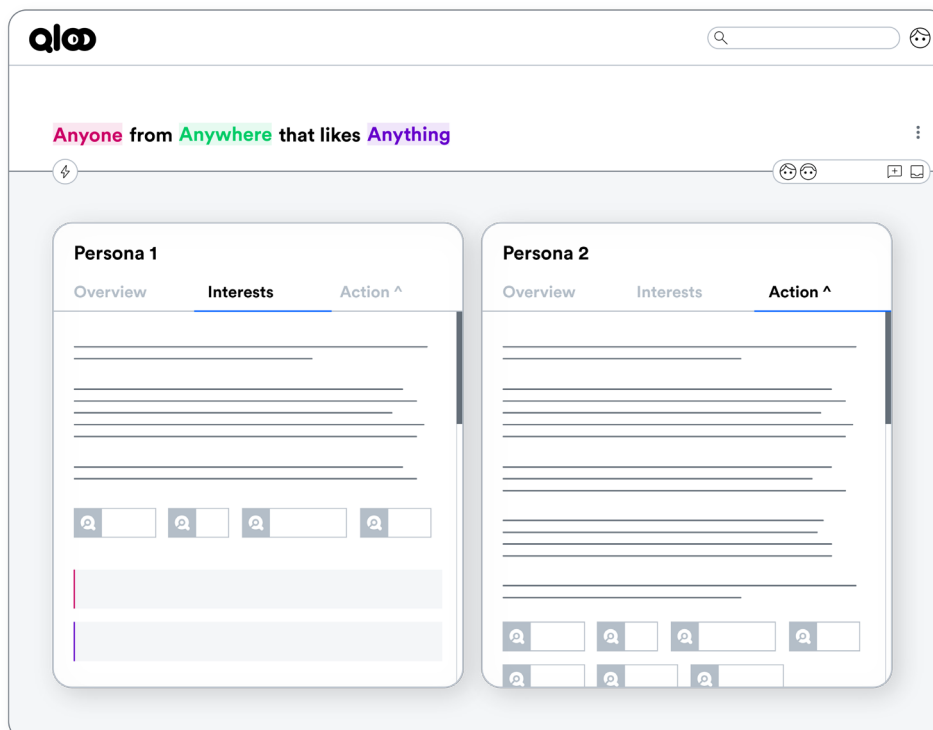 qloo
Anyone from Anywhere that likes Anything
Persona 1
Overview Interests Action ^
Persona 2
Overview Interests Action ^